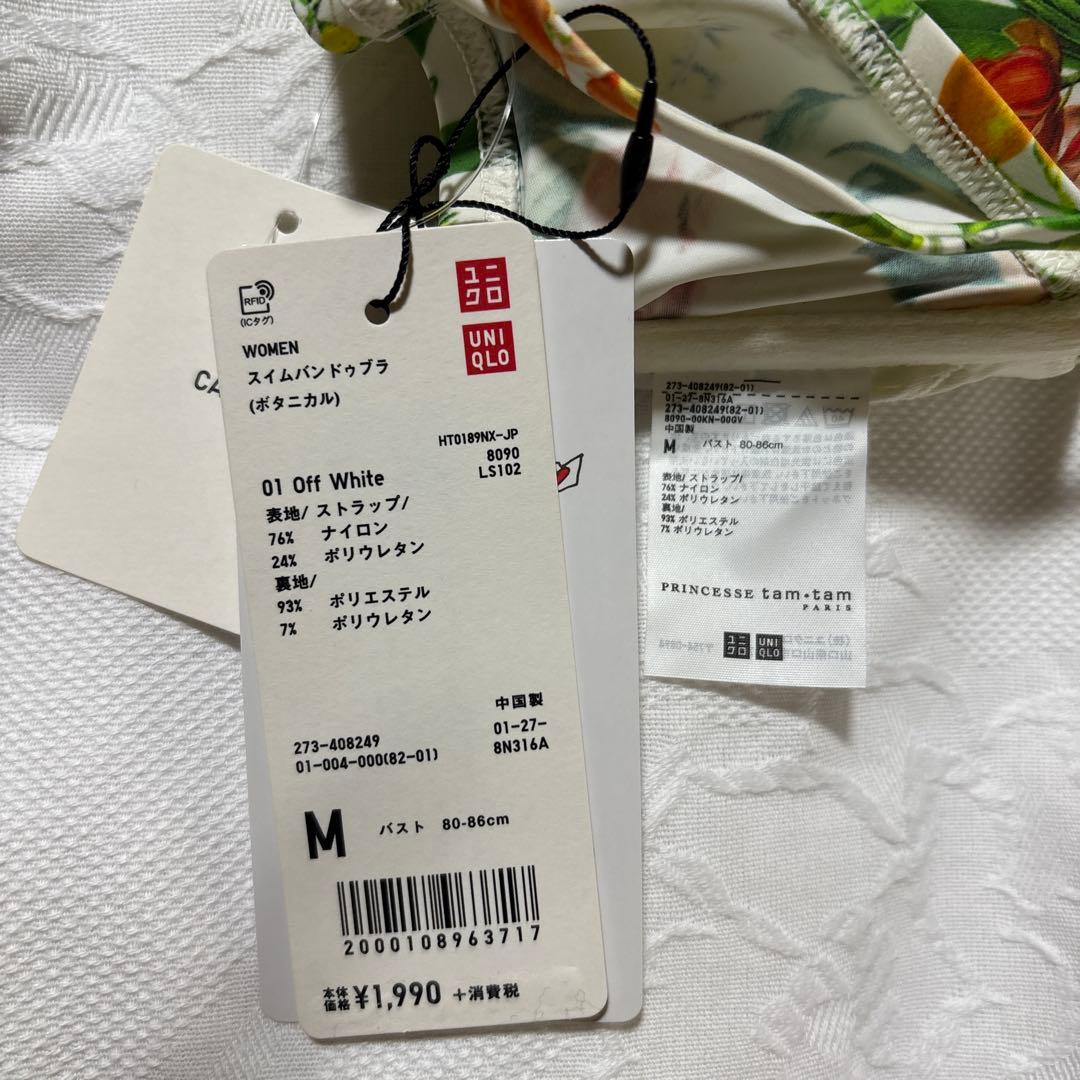 RFID
(ICタグ)
ユニ
クロ
UNI
QLO
WOMEN
スイムバンドゥブラ
(ボタニカル)
HT0189NX-JP
8090
LS102
01 Off White
表地/ ストラップ/
76% ナイロン
24% ポリウレタン
裏地/
93% ポリエステル
7% ポリウレタン
中国製
273-408249
01-27-
01-004-000(82-01)
8N316A
M バスト 80-86cm
2000108963717
本体
価格 ¥1,990 +消費税
CA
273-408249(82-01)
01-27-8N316A
273-408249(82-01)
8090-00KN-00GV
中国製
M バスト 80-86cm
表地/ ストラップ/
76% ナイロン
24% ポリウレタン
裏地/
93% ポリエステル
7% ポリウレタン
PRINCESSE tam•tam
PARIS
ユニ
クロ
UNI
QLO